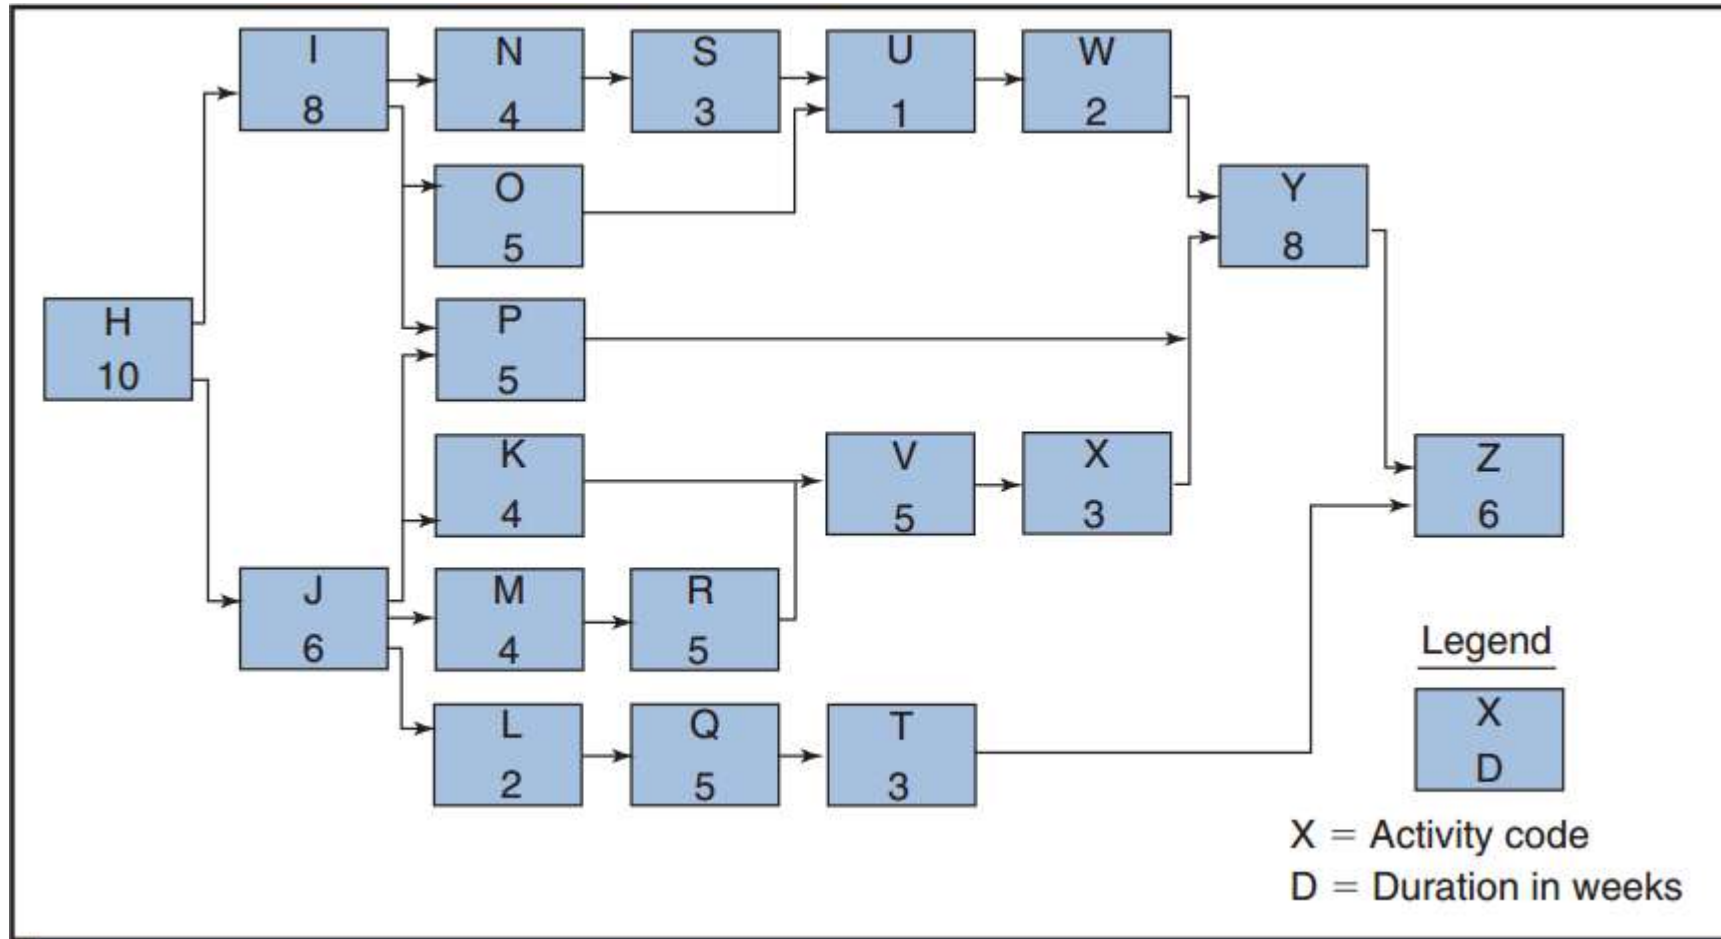 I
8
N
4
S
3
U
1
W
2
O
5
Y
8
H
10
P
5
K
4
V
5
X
3
Z
6
J
6
M
4
R
5
L
2
Q
5
T
3
Legend
X
D
X = Activity code
D = Duration in weeks